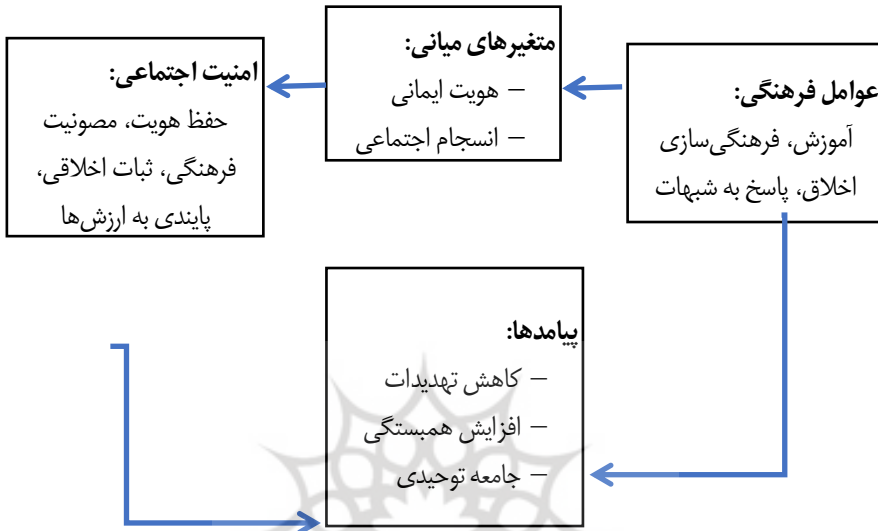 عوامل فرهنگی:
آموزش، فرهنگی‌سازی
اخلاق، پاسخ به شبهات
متغیرهای میانی:
– هویت ایمانی
– انسجام اجتماعی
امنیت اجتماعی:
حفظ هویت، مصونیت
فرهنگی، ثبات اخلاقی،
پایندی به ارزش‌ها
پیامدها:
– کاهش تهدیدات
– افزایش همبستگی
– جامعه توحیدی